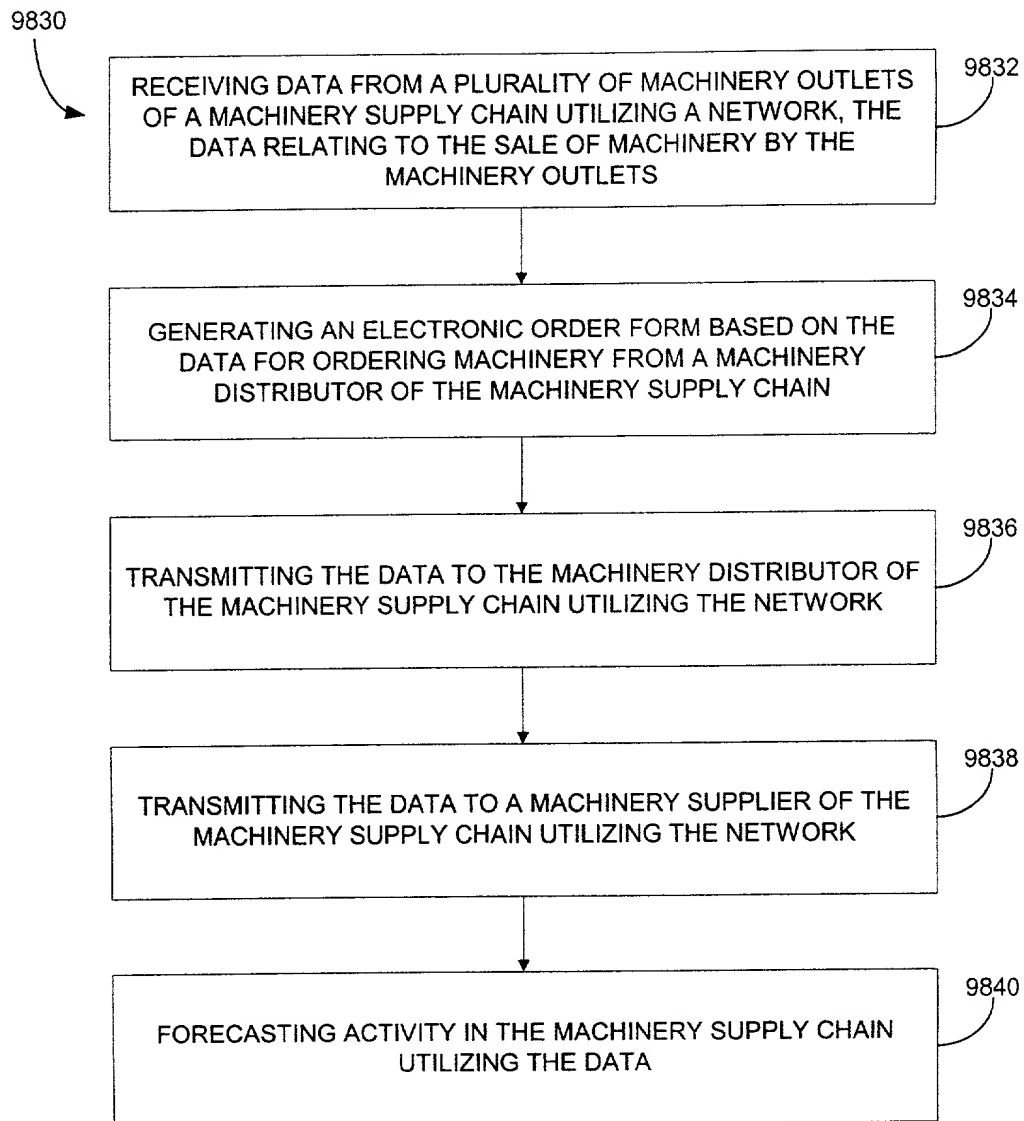 9830
RECEIVING DATA FROM A PLURALITY OF MACHINERY OUTLETS
OF A MACHINERY SUPPLY CHAIN UTILIZING A NETWORK, THE
DATA RELATING TO THE SALE OF MACHINERY BY THE
MACHINERY OUTLETS
9832
GENERATING AN ELECTRONIC ORDER FORM BASED ON THE
DATA FOR ORDERING MACHINERY FROM A MACHINERY
DISTRIBUTOR OF THE MACHINERY SUPPLY CHAIN
9834
TRANSMITTING THE DATA TO THE MACHINERY DISTRIBUTOR OF
THE MACHINERY SUPPLY CHAIN UTILIZING THE NETWORK
9836
TRANSMITTING THE DATA TO A MACHINERY SUPPLIER OF THE
MACHINERY SUPPLY CHAIN UTILIZING THE NETWORK
9838
FORECASTING ACTIVITY IN THE MACHINERY SUPPLY CHAIN
UTILIZING THE DATA
9840